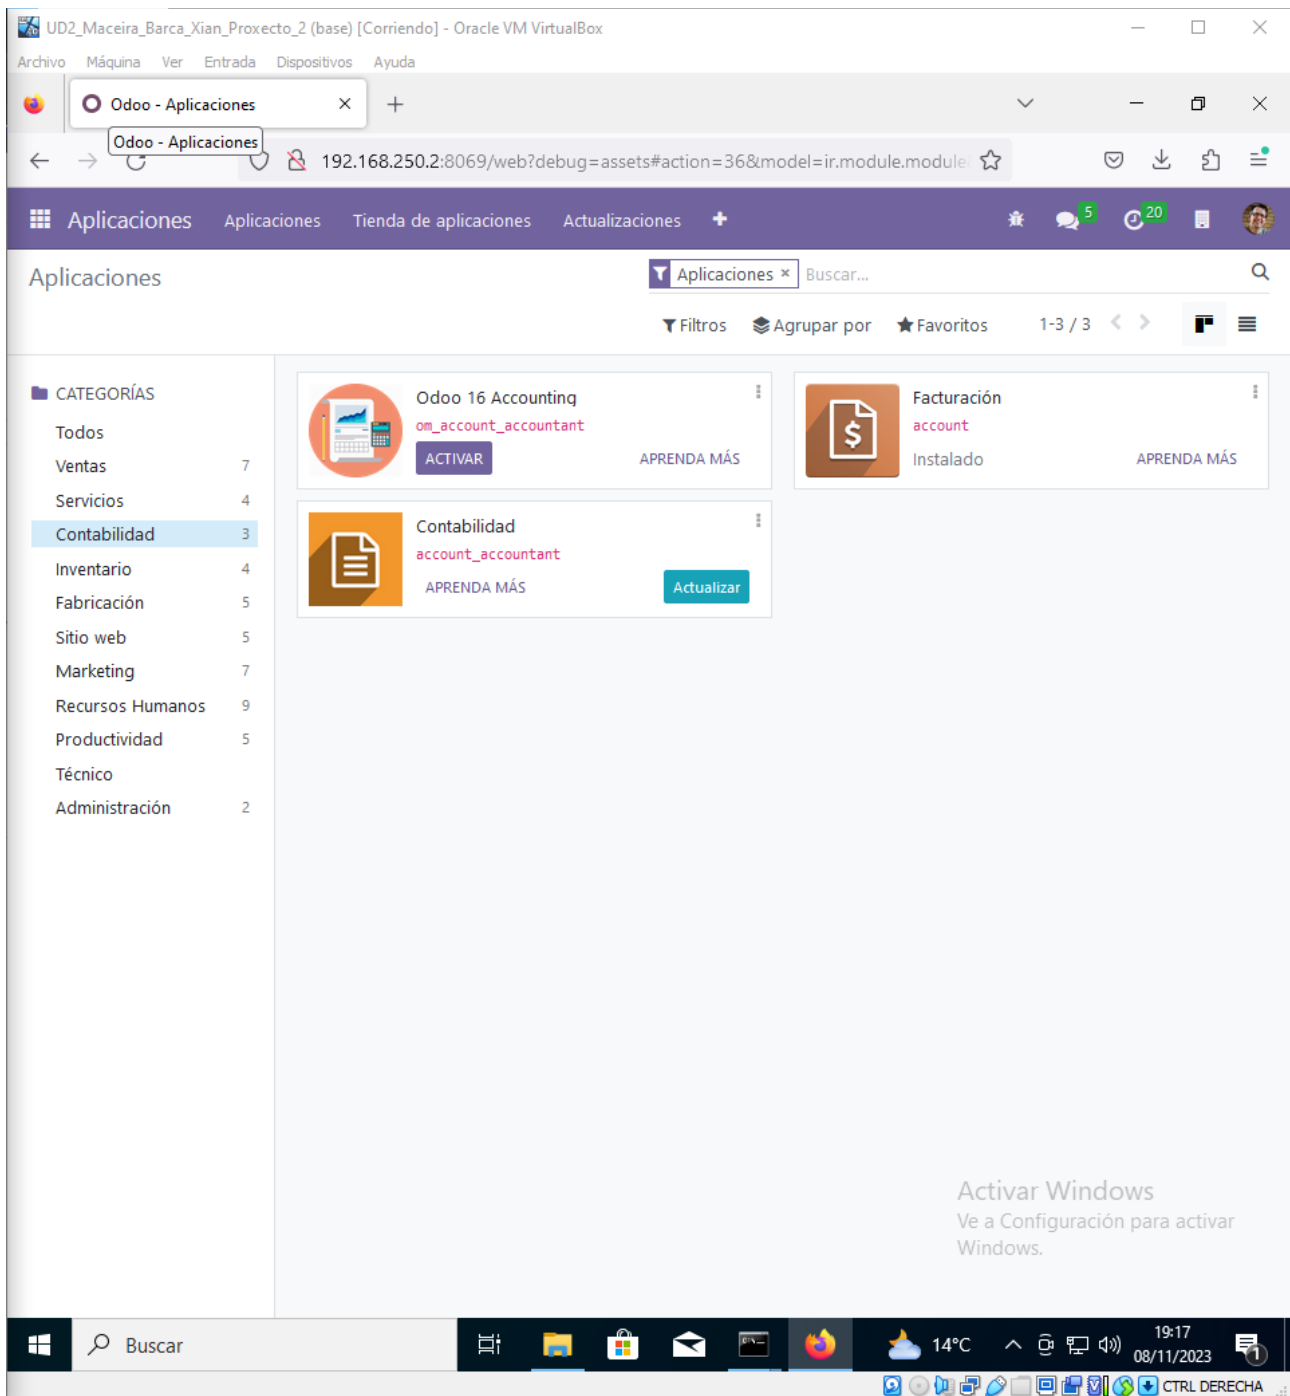 UD2_Maceira_Barca_Xian_Proxecto_2 (base) [Corriendo] - Oracle VM VirtualBox
Archivo Máquina Ver Entrada Dispositivos Ayuda
Odoo - Aplicaciones
Odoo - Aplicaciones
192.168.250.2:8069/web?debug=assets#action=36&model=ir.module.module
Aplicaciones Aplicaciones Tienda de aplicaciones Actualizaciones 5 20
Aplicaciones
Aplicaciones × Buscar...
Filtros Agrupar por Favoritos 1-3 / 3
CATEGORÍAS
Todos
Ventas 7
Servicios 4
Contabilidad 3
Inventario 4
Fabricación 5
Sitio web 5
Marketing 7
Recursos Humanos 9
Productividad 5
Técnico
Administración 2
Odoo 16 Accounting
om_account_accountant
ACTIVAR APRENDA MÁS
Facturación
account
Instalado APRENDA MÁS
Contabilidad
account_accountant
APRENDA MÁS Actualizar
Activar Windows
Ve a Configuración para activar
Windows.
Buscar
14°C
19:17
08/11/2023
1
CTRL DERECHA